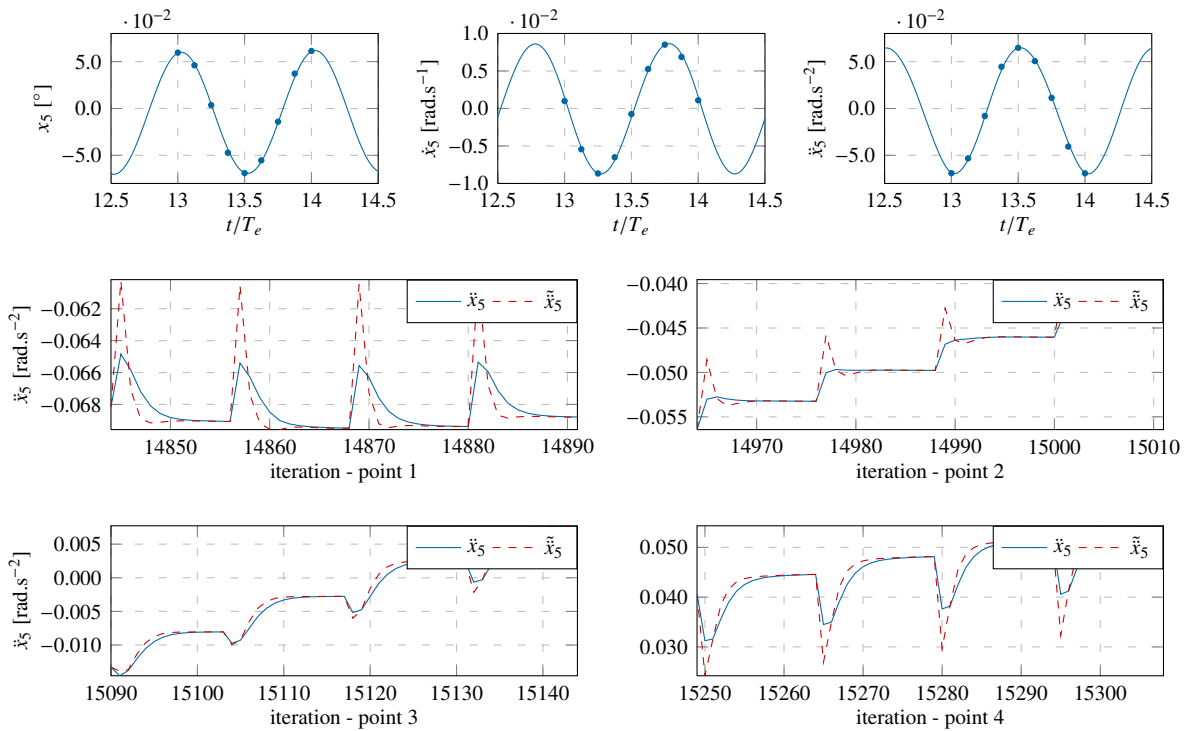 ·10⁻²
5.0
0.0
−5.0
12.5 13 13.5 14 14.5
t/Tₑ
x₅ [°]
·10⁻²
1.0
0.5
0.0
−0.5
−1.0
12.5 13 13.5 14 14.5
t/Tₑ
ẋ₅ [rad.s⁻¹]
·10⁻²
5.0
0.0
−5.0
12.5 13 13.5 14 14.5
t/Tₑ
ẍ₅ [rad.s⁻²]
ẍ₅ [rad.s⁻²]
−0.062
−0.064
−0.066
−0.068
14850 14860 14870 14880 14890
iteration - point 1
ẍ₅ ẍ̃₅
−0.040
−0.045
−0.050
−0.055
14970 14980 14990 15000 15010
iteration - point 2
ẍ₅ ẍ̃₅
ẍ₅ [rad.s⁻²]
0.005
0.000
−0.005
−0.010
15090 15100 15110 15120 15130 15140
iteration - point 3
ẍ₅ ẍ̃₅
0.050
0.040
0.030
15250 15260 15270 15280 15290 15300
iteration - point 4
ẍ₅ ẍ̃₅